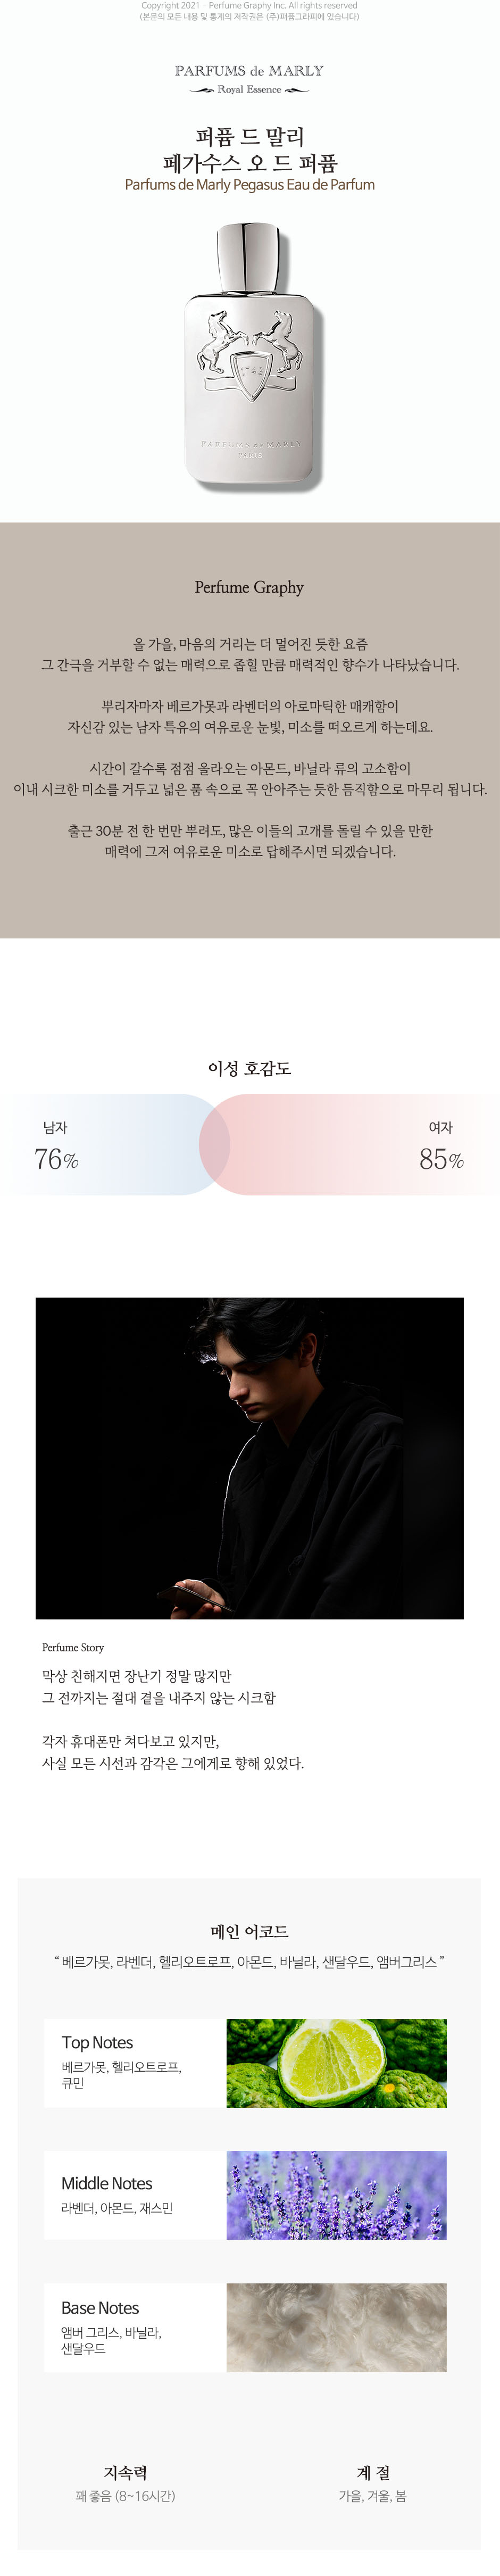 Copyright 2021 - Perfume Graphy Inc. All rights reserved
(본문의 모든 내용 및 통계의 저작권은 (주)퍼퓸그라피에 있습니다)
PARFUMS de MARLY
Royal Essence
퍼퓸 드 말리
페가수스 오 드 퍼퓸
Parfums de Marly Pegasus Eau de Parfum
1743
PARFUMS de MARLY
PARIS
Perfume Graphy
올 가을, 마음의 거리는 더 멀어진 듯한 요즘
그 간극을 거부할 수 없는 매력으로 좁힐 만큼 매력적인 향수가 나타났습니다.
뿌리자마자 베르가못과 라벤더의 아로마틱한 매캐함이
자신감 있는 남자 특유의 여유로운 눈빛, 미소를 떠오르게 하는데요.
시간이 갈수록 점점 올라오는 아몬드, 바닐라 류의 고소함이
이내 시크한 미소를 거두고 넓은 품 속으로 꼭 안아주는 듯한 듬직함으로 마무리 됩니다.
출근 30분 전 한 번만 뿌려도, 많은 이들의 고개를 돌릴 수 있을 만한
매력에 그저 여유로운 미소로 답해주시면 되겠습니다.
이성 호감도
남자
여자
76%
85%
Perfume Story
막상 친해지면 장난기 정말 많지만
그 전까지는 절대 곁을 내주지 않는 시크함
각자 휴대폰만 쳐다보고 있지만,
사실 모든 시선과 감각은 그에게로 향해 있었다.
메인 어코드
“ 베르가못, 라벤더, 헬리오트로프, 아몬드, 바닐라, 샌달우드, 앰버그리스 ”
Top Notes
베르가못, 헬리오트로프,
큐민
Middle Notes
라벤더, 아몬드, 재스민
Base Notes
앰버 그리스, 바닐라,
샌달우드
지속력
계 절
꽤 좋음 (8~16시간)
가을, 겨울, 봄